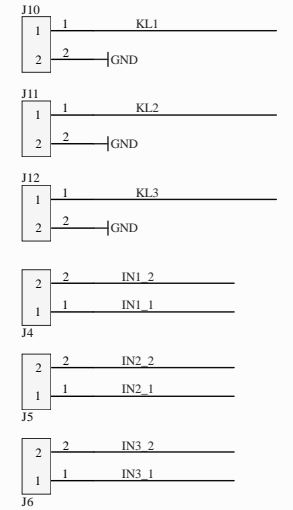 J10
1 1 KL1
2 2 GND
J11
1 1 KL2
2 2 GND
J12
1 1 KL3
2 2 GND
2 2 IN1_2
1 1 IN1_1
J4
2 2 IN2_2
1 1 IN2_1
J5
2 2 IN3_2
1 1 IN3_1
J6